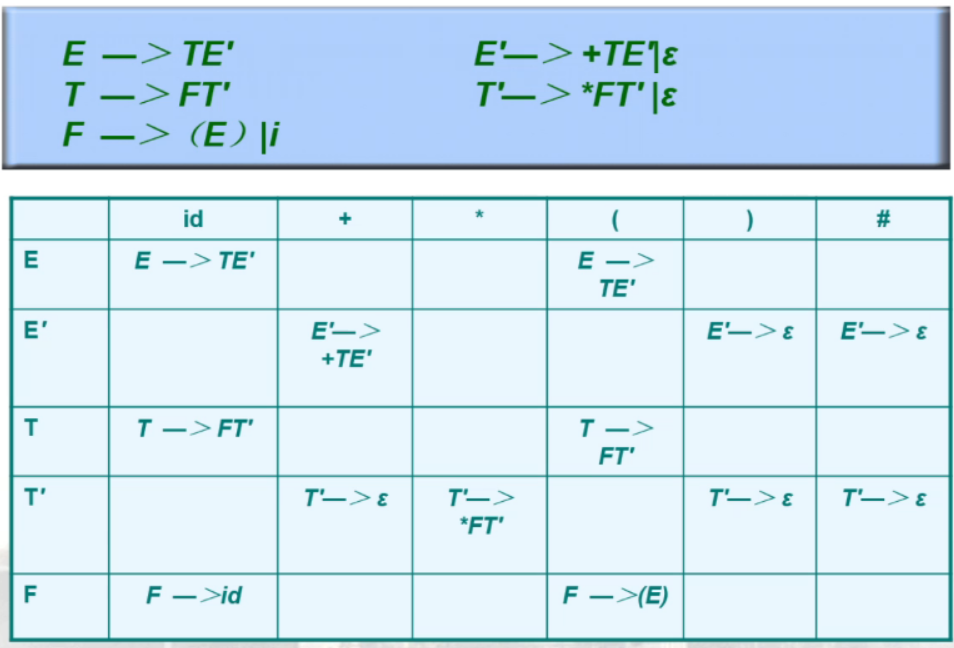 E —> TE' E'—> +TE'|ε
T —> FT' T'—> *FT'|ε
F —>（E）|i
id + * ( ) #
E E —> TE' E —> TE'
E' E'—> +TE' E'—> ε E'—> ε
T T —> FT' T —> FT'
T' T'—> ε T'—> *FT' T'—> ε T'—> ε
F F —>id F —>(E)